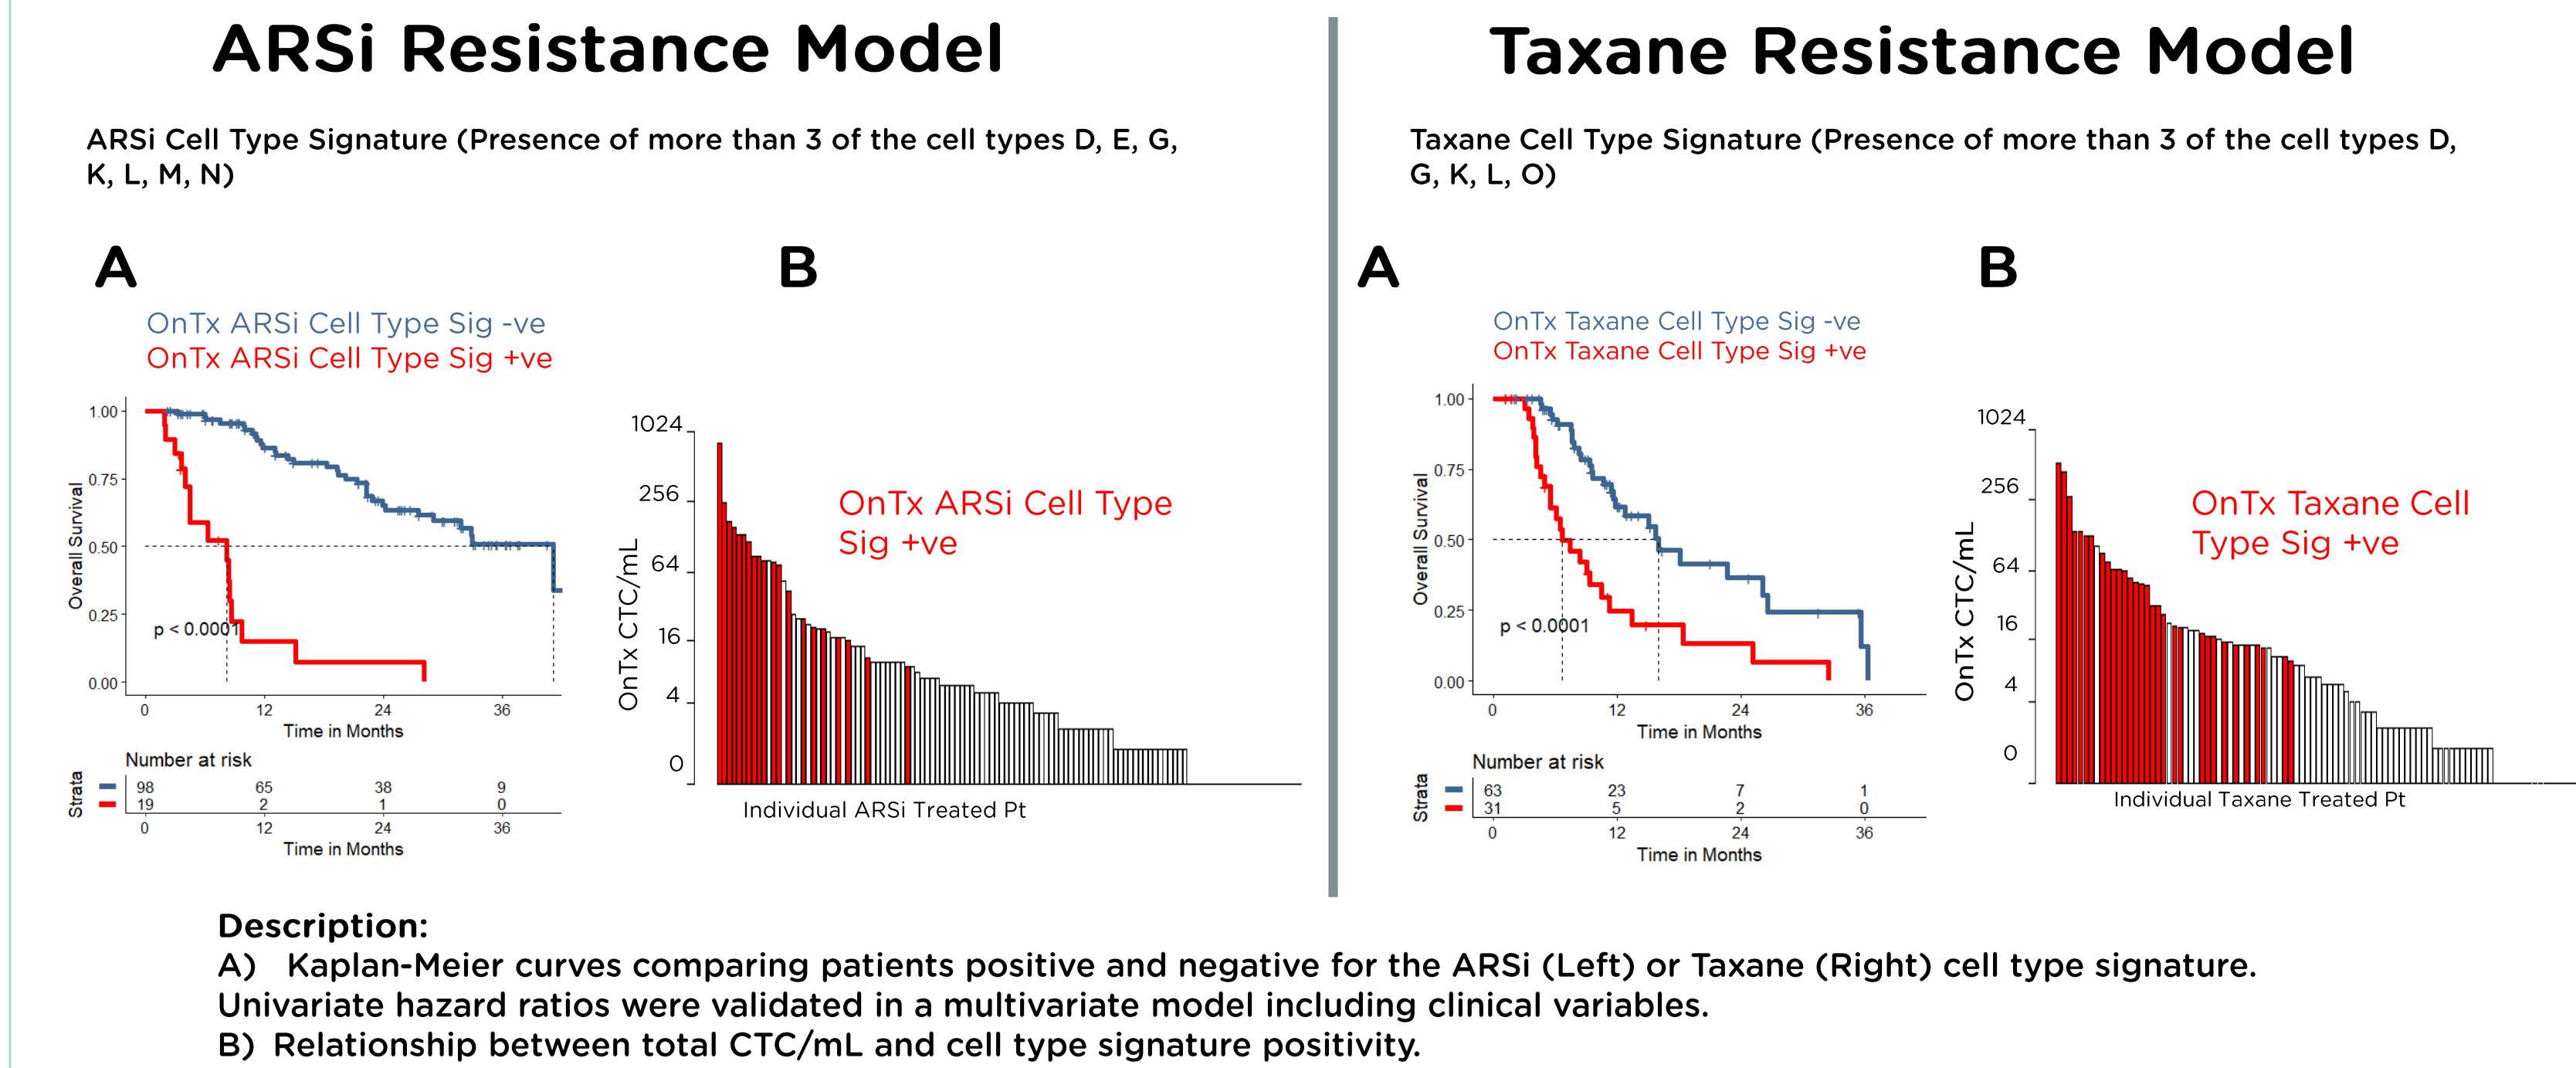 ARSi Resistance Model
ARSi Cell Type Signature (Presence of more than 3 of the cell types D, E, G,
K, L, M, N)
A
OnTx ARSi Cell Type Sig -ve
OnTx ARSi Cell Type Sig +ve
Overall Survival
1.00
0.75
0.50
0.25
0.00
p < 0.0001
0 12 24 36
Time in Months
Number at risk
Strata
98 65 38 9
19 2 1 0
0 12 24 36
Time in Months
B
OnTx CTC/mL
1024
256
64
16
4
0
OnTx ARSi Cell Type
Sig +ve
Individual ARSi Treated Pt
Taxane Resistance Model
Taxane Cell Type Signature (Presence of more than 3 of the cell types D,
G, K, L, O)
A
OnTx Taxane Cell Type Sig -ve
OnTx Taxane Cell Type Sig +ve
Overall Survival
1.00
0.75
0.50
0.25
0.00
p < 0.0001
0 12 24 36
Time in Months
Number at risk
Strata
63 23 7 1
31 5 2 0
0 12 24 36
Time in Months
B
OnTx CTC/mL
1024
256
64
16
4
0
OnTx Taxane Cell
Type Sig +ve
Individual Taxane Treated Pt
Description:
A) Kaplan-Meier curves comparing patients positive and negative for the ARSi (Left) or Taxane (Right) cell type signature.
Univariate hazard ratios were validated in a multivariate model including clinical variables.
B) Relationship between total CTC/mL and cell type signature positivity.